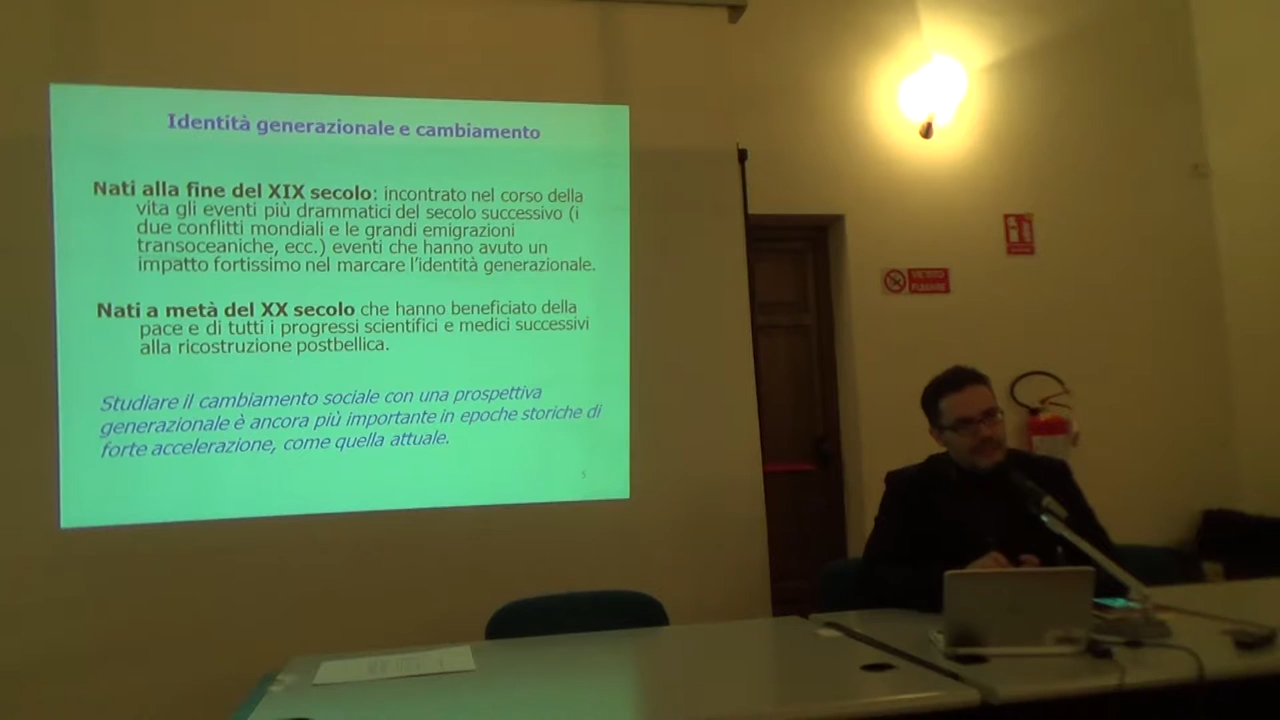 Identità generazionale e cambiamento
Nati alla fine del XIX secolo: incontrato nel corso della
vita gli eventi più drammatici del secolo successivo (i
due conflitti mondiali e le grandi emigrazioni
transoceaniche, ecc.) eventi che hanno avuto un
impatto fortissimo nel marcare l'identità generazionale.
Nati a metà del XX secolo che hanno beneficiato della
pace e di tutti i progressi scientifici e medici successivi
alla ricostruzione postbellica.
Studiare il cambiamento sociale con una prospettiva
generazionale è ancora più importante in epoche storiche di
forte accelerazione, come quella attuale.
5
VIETATO
FUMARE